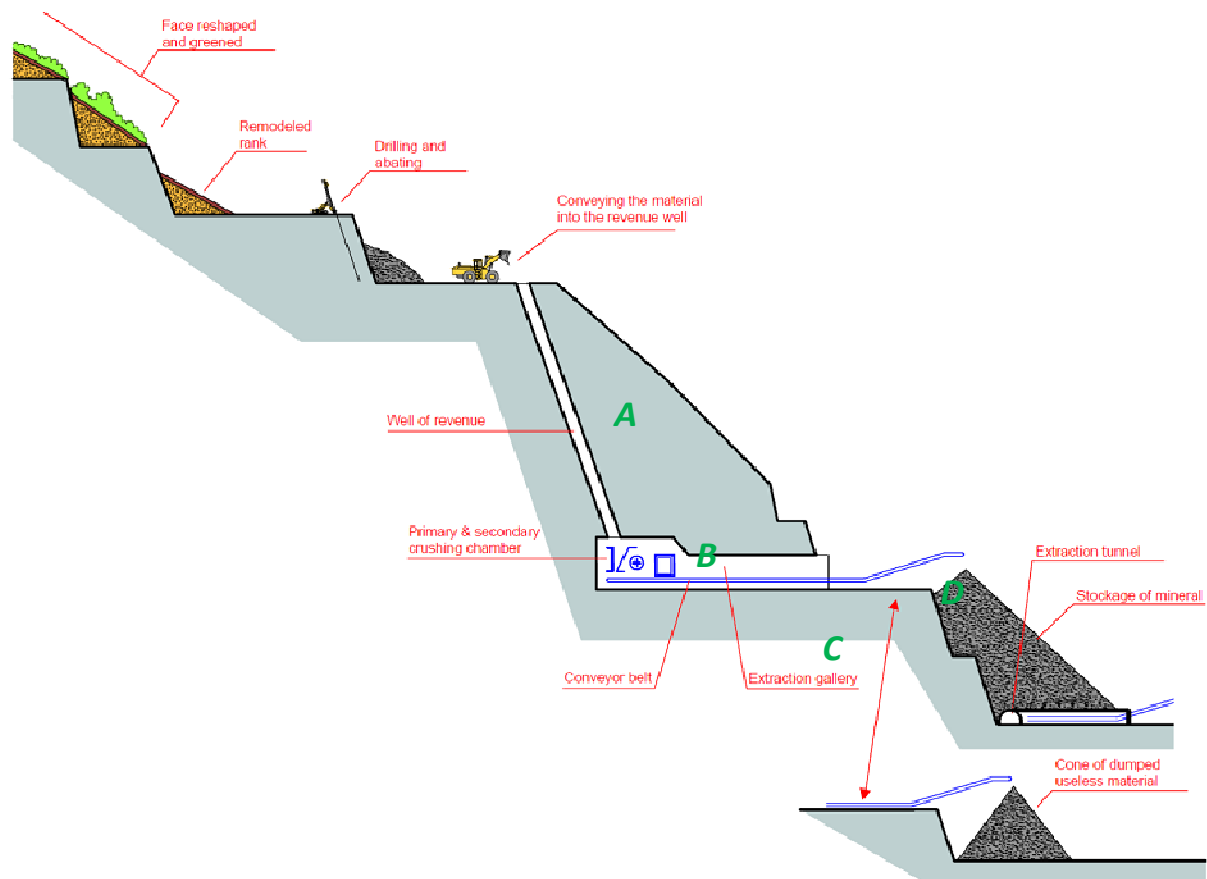 Face reshaped
and greened
Remodeled
rank
Drilling and
abating
Conveying the material
into the revenue well
A
Well of revenue
Primary & secondary
crushing chamber
B
Extraction tunnel
D
Stockage of mineral
C
Conveyor belt
Extraction gallery
Cone of dumped
useless material